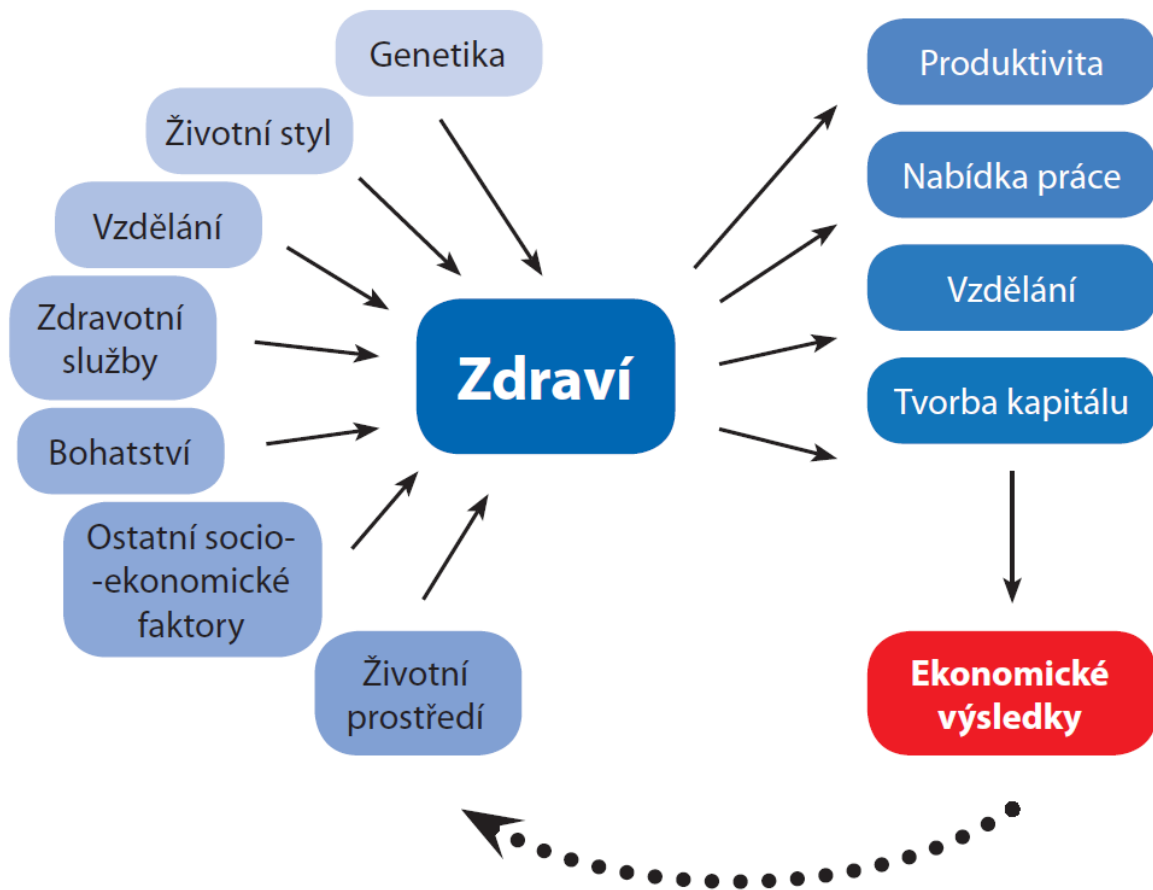 Genetika
Životní styl
Vzdělání
Zdravotní
služby
Bohatství
Ostatní socio-
-ekonomické
faktory
Životní
prostředí
Zdraví
Produktivita
Nabídka práce
Vzdělání
Tvorba kapitálu
Ekonomické
výsledky